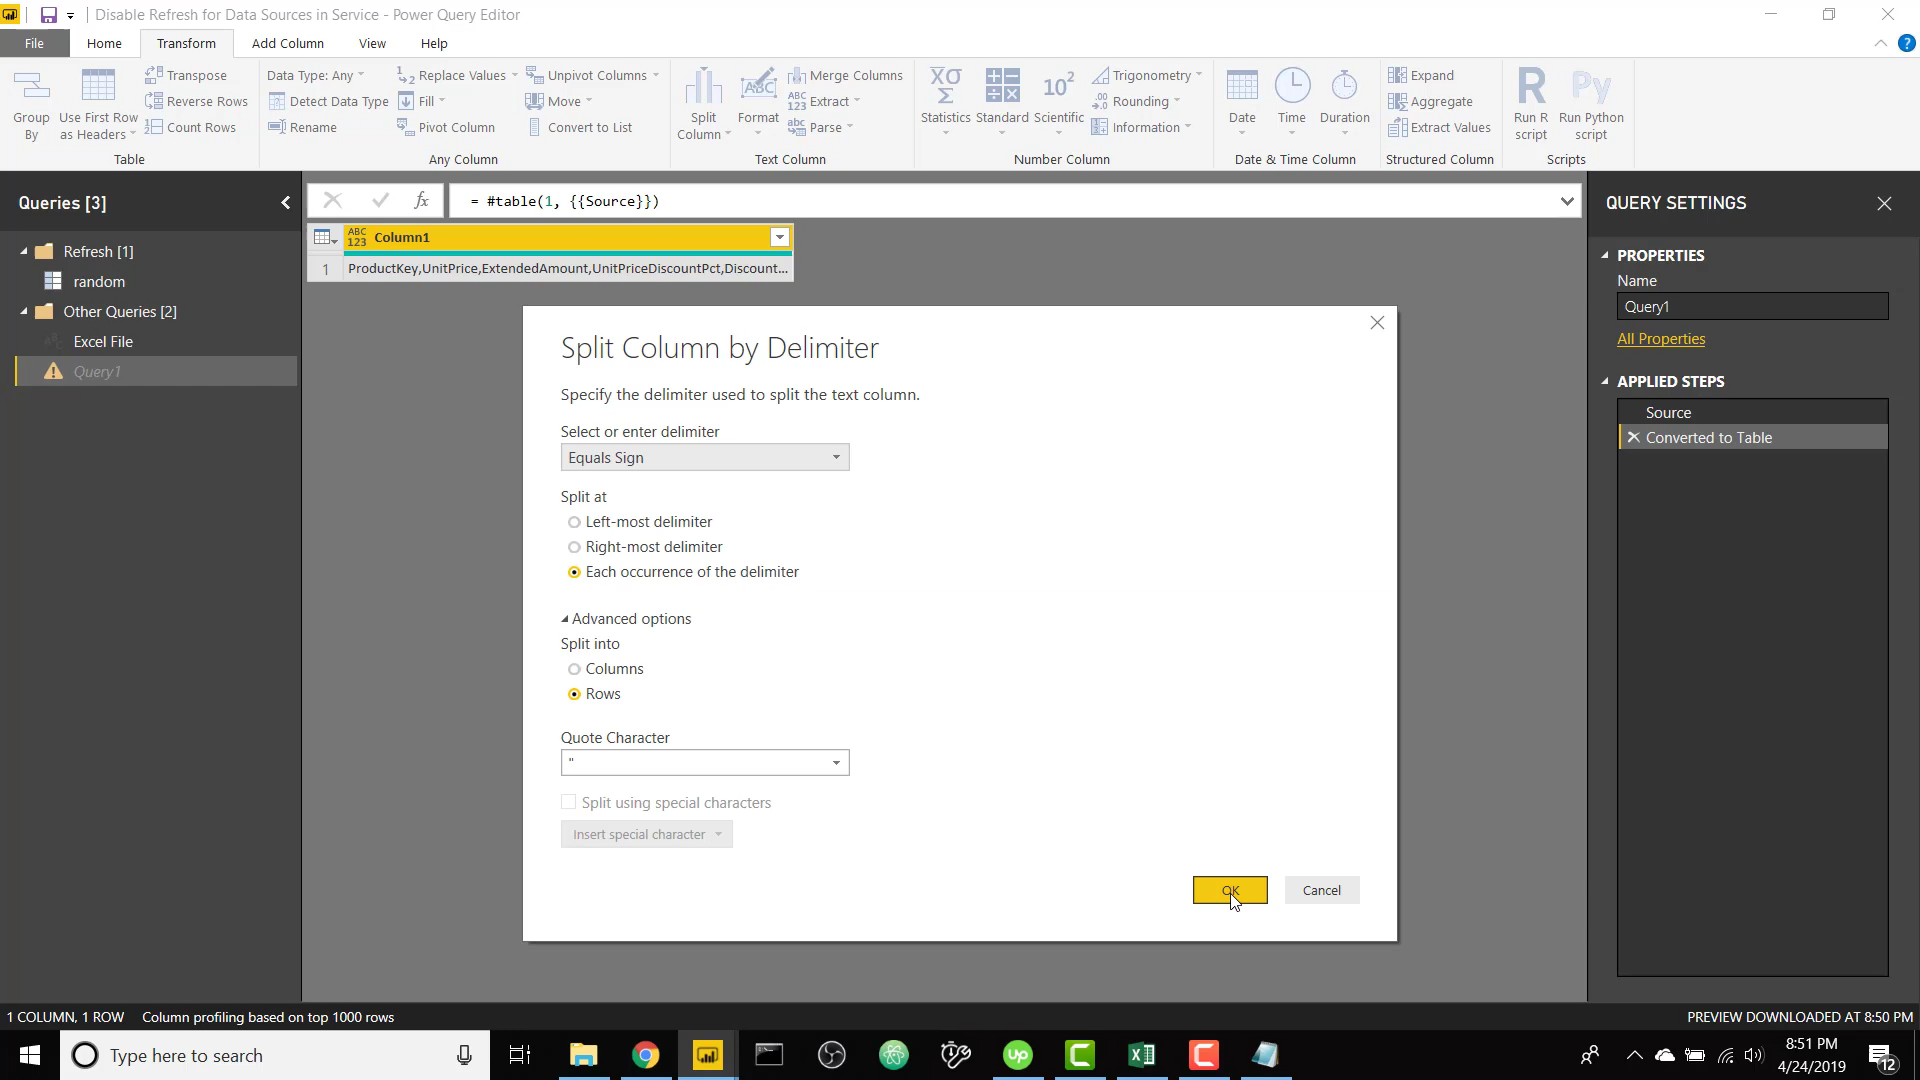 Disable Refresh for Data Sources in Service - Power Query Editor
File
Home
Transform
Add Column
View
Help
Group By
Use First Row as Headers
Transpose
Reverse Rows
Count Rows
Table
Data Type: Any
Detect Data Type
Rename
Replace Values
Fill
Pivot Column
Unpivot Columns
Move
Convert to List
Any Column
Split Column
Format
Merge Columns
Extract
Parse
Text Column
Statistics
Standard
Scientific
Trigonometry
Rounding
Information
Number Column
Date
Time
Duration
Date & Time Column
Expand
Aggregate
Extract Values
Structured Column
Run R script
Run Python script
Scripts
Queries [3]
Refresh [1]
random
Other Queries [2]
Excel File
Query1
= #table(1, {{Source}})
ABC 123 Column1
1 ProductKey,UnitPrice,ExtendedAmount,UnitPriceDiscountPct,Discount...
Split Column by Delimiter
Specify the delimiter used to split the text column.
Select or enter delimiter
Equals Sign
Split at
Left-most delimiter
Right-most delimiter
Each occurrence of the delimiter
Advanced options
Split into
Columns
Rows
Quote Character
"
Split using special characters
Insert special character
OK
Cancel
QUERY SETTINGS
PROPERTIES
Name
Query1
All Properties
APPLIED STEPS
Source
Converted to Table
1 COLUMN, 1 ROW
Column profiling based on top 1000 rows
PREVIEW DOWNLOADED AT 8:50 PM
Type here to search
8:51 PM
4/24/2019
12